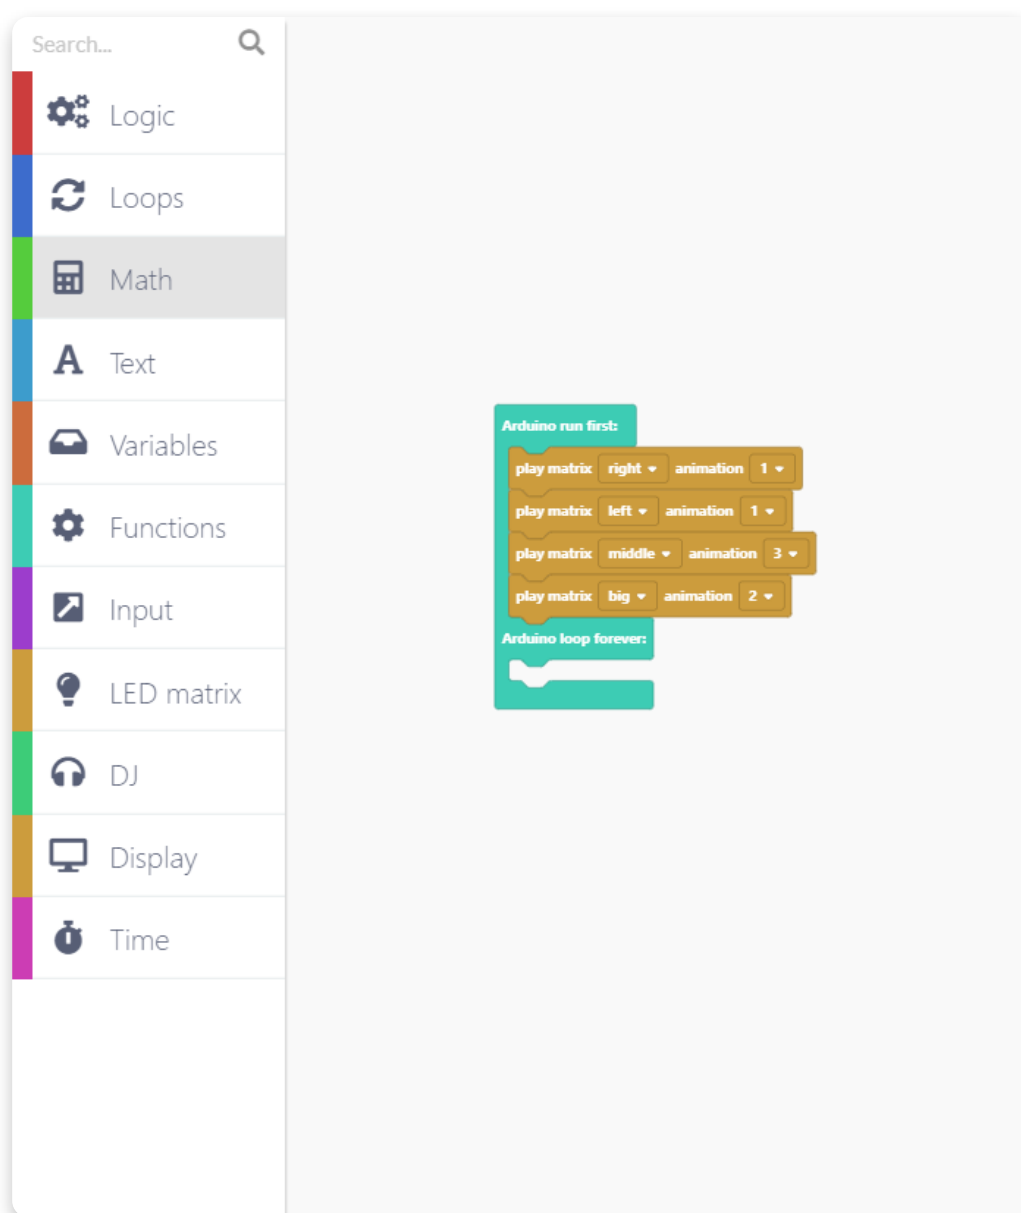 Search...
Logic
Loops
Math
Text
Variables
Functions
Input
LED matrix
DJ
Display
Time
Arduino run first:
play matrix right animation 1
play matrix left animation 1
play matrix middle animation 3
play matrix big animation 2
Arduino loop forever: